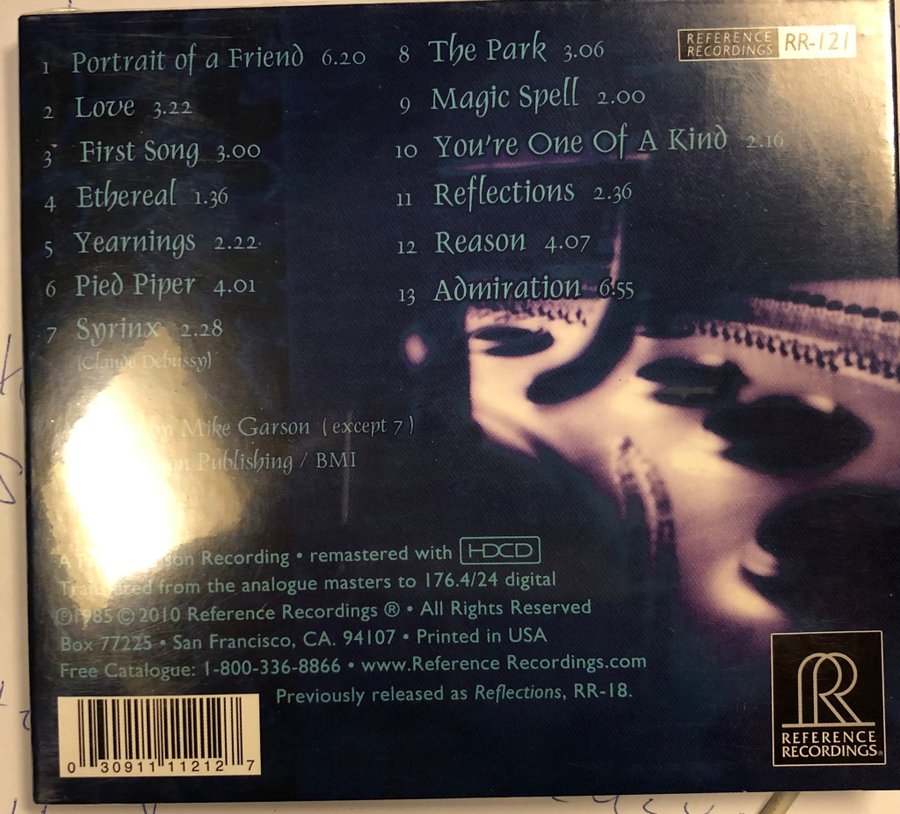 1 Portrait of a Friend 6.20
2 Love 3.22
3 First Song 3.00
4 Ethereal 1.36
5 Yearnings 2.22
6 Pied Piper 4.01
7 Syrinx 2.28
(Claude Debussy)
8 The Park 3.06
9 Magic Spell 2.00
10 You're One Of A Kind 2.16
11 Reflections 2.36
12 Reason 4.07
13 Admiration 6:55
REFERENCE RECORDINGS RR-121
Mike Garson (except 7)
Publishing / BMI
A Recording • remastered with HDCD
from the analogue masters to 176.4/24 digital
℗1985 © 2010 Reference Recordings ® • All Rights Reserved
Box 77225 • San Francisco, CA. 94107 • Printed in USA
Free Catalogue: 1-800-336-8866 • www.Reference Recordings.com
Previously released as Reflections, RR-18.
0 30911 11212 7
R
REFERENCE
RECORDINGS®